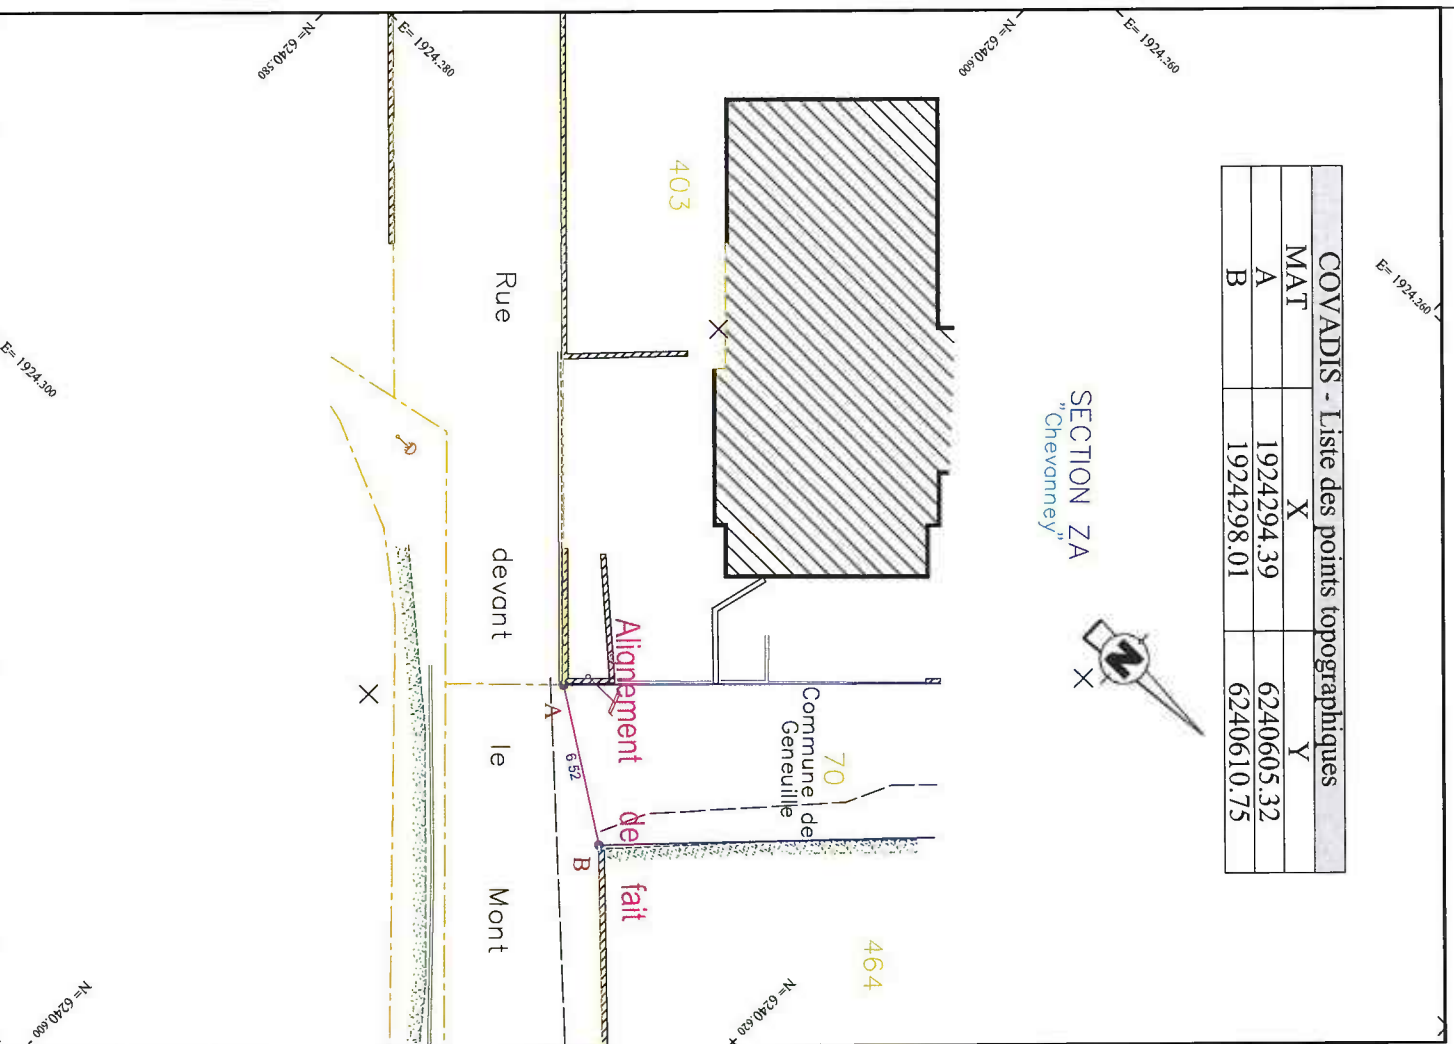 COVADIS - Liste des points topographiques
MAT X Y
A 1924294.39 6240605.32
B 1924298.01 6240610.75
E= 1924.260
E= 1924.260
N= 6240.600
E= 1924.280
N= 6240.580
E= 1924.300
N= 6240.600
N= 6240.620
SECTION ZA
"Chevanney"
N
403
70
Commune de
Geneuille
464
Alignement de fait
A
6.52
B
Rue devant le Mont